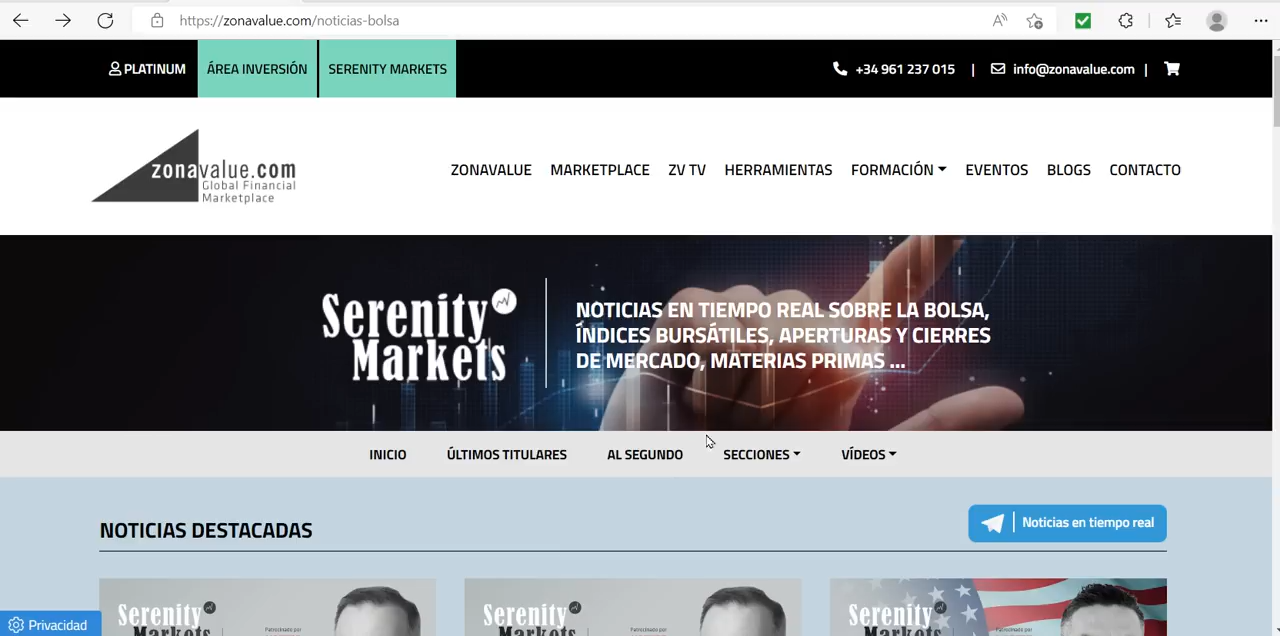 https://zonavalue.com/noticias-bolsa
PLATINUM
ÁREA INVERSIÓN
SERENITY MARKETS
+34 961 237 015 | info@zonavalue.com |
zonavalue.com
Global Financial
Marketplace
ZONAVALUE MARKETPLACE ZV TV HERRAMIENTAS FORMACIÓN EVENTOS BLOGS CONTACTO
Serenity
Markets
NOTICIAS EN TIEMPO REAL SOBRE LA BOLSA,
ÍNDICES BURSÁTILES, APERTURAS Y CIERRES
DE MERCADO, MATERIAS PRIMAS ...
INICIO ÚLTIMOS TITULARES AL SEGUNDO SECCIONES VÍDEOS
NOTICIAS DESTACADAS
Noticias en tiempo real
Serenity
Markets
Patrocinado por
Serenity
Markets
Patrocinado por
Serenity
Markets
Patrocinado por
Privacidad